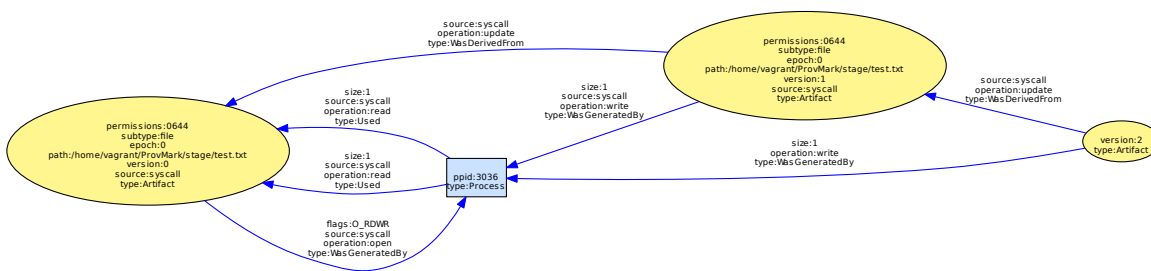 source:syscall
operation:update
type:WasDerivedFrom
permissions:0644
subtype:file
epoch:0
path:/home/vagrant/ProvMark/stage/test.txt
version:1
source:syscall
type:Artifact
source:syscall
operation:update
type:WasDerivedFrom
size:1
source:syscall
operation:read
type:Used
size:1
source:syscall
operation:write
type:WasGeneratedBy
permissions:0644
subtype:file
epoch:0
path:/home/vagrant/ProvMark/stage/test.txt
version:0
source:syscall
type:Artifact
size:1
source:syscall
operation:read
type:Used
ppid:3036
type:Process
size:1
operation:write
type:WasGeneratedBy
version:2
type:Artifact
flags:O_RDWR
source:syscall
operation:open
type:WasGeneratedBy